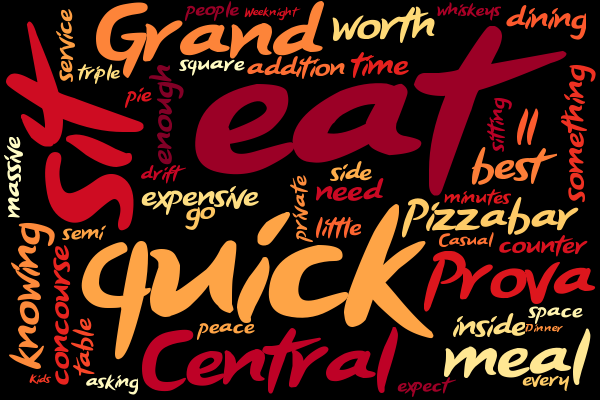 people
Weeknight
whiskeys
dining
service
Grand
worth
triple
square
addition
time
something
sit
pie
enough
eat
sitting
ll
best
massive
drift
expensive
go
private
side
need
little
minutes
Pizzabar
Casual
counter
semi
quick
Prova
knowing
concourse
table
peace
Central
space
inside
Dinner
meal
Kids
asking
expect
every